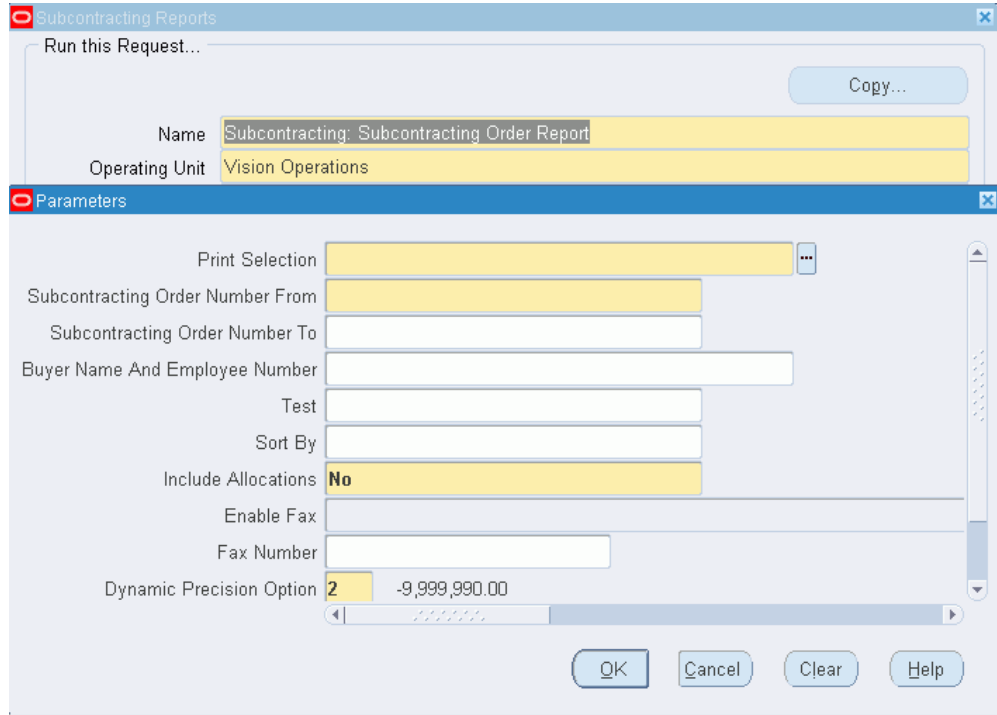 Subcontracting Reports
Run this Request...
Copy...
Name Subcontracting: Subcontracting Order Report
Operating Unit Vision Operations
Parameters
Print Selection
Subcontracting Order Number From
Subcontracting Order Number To
Buyer Name And Employee Number
Test
Sort By
Include Allocations No
Enable Fax
Fax Number
Dynamic Precision Option 2 -9,999,990.00
OK Cancel Clear Help